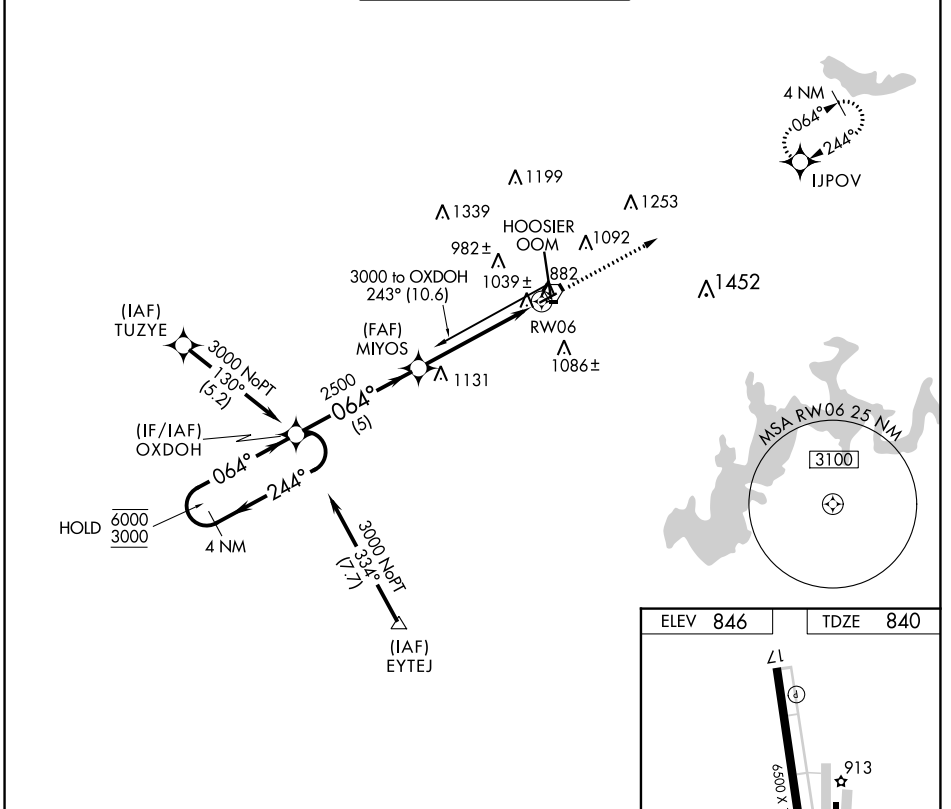 4 NM
064°
244°
IJPOV
1199
1339
1253
HOOSIER
OOM
982±
1092
3000 to OXDOH
243° (10.6)
1039±
882
1452
RW06
(IAF)
TUZYE
(FAF)
MIYOS
3000 NoPT
130°
(5.2)
1131
1086±
2500
064°
(5)
(IF/IAF)
OXDOH
064°
244°
HOLD
6000
3000
4 NM
MSA RW06 25 NM
3100
3000 NoPT
334°
(7.7)
(IAF)
EYTEJ
ELEV 846
TDZE 840
17
P
913
6500 X